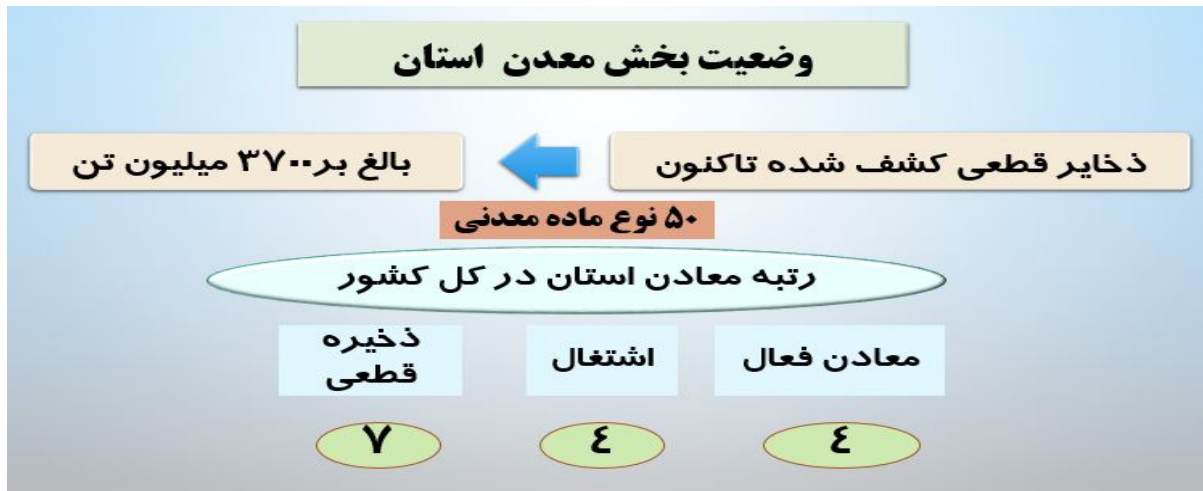 وضعیت بخش معدن استان
ذخایر قطعی کشف شده تاکنون
بالغ بر۳۷۰۰ میلیون تن
۵۰ نوع ماده معدنی
رتبه معادن استان در کل کشور
معادن فعال
اشتغال
ذخیره
قطعی
٤
٤
۷